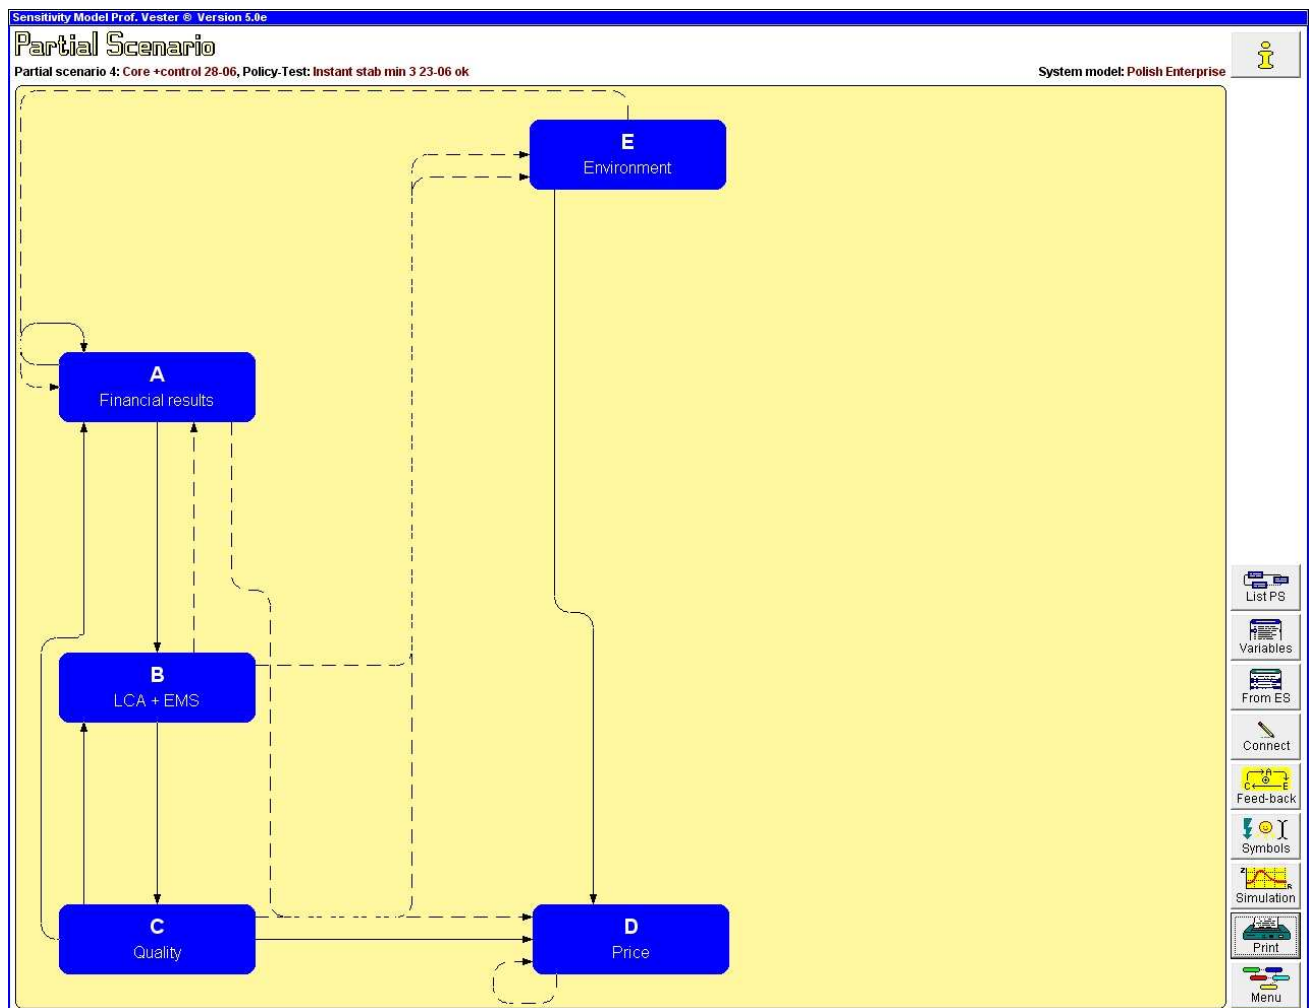 Sensitivity Model Prof. Vester ® Version 5.0e
Partial Scenario
Partial scenario 4: Core +control 28-06, Policy-Test: Instant stab min 3 23-06 ok
System model: Polish Enterprise
E
Environment
A
Financial results
B
LCA + EMS
C
Quality
D
Price
List PS
Variables
From ES
Connect
A
C E
Feed-back
Symbols
Z
R
Simulation
Print
Menu